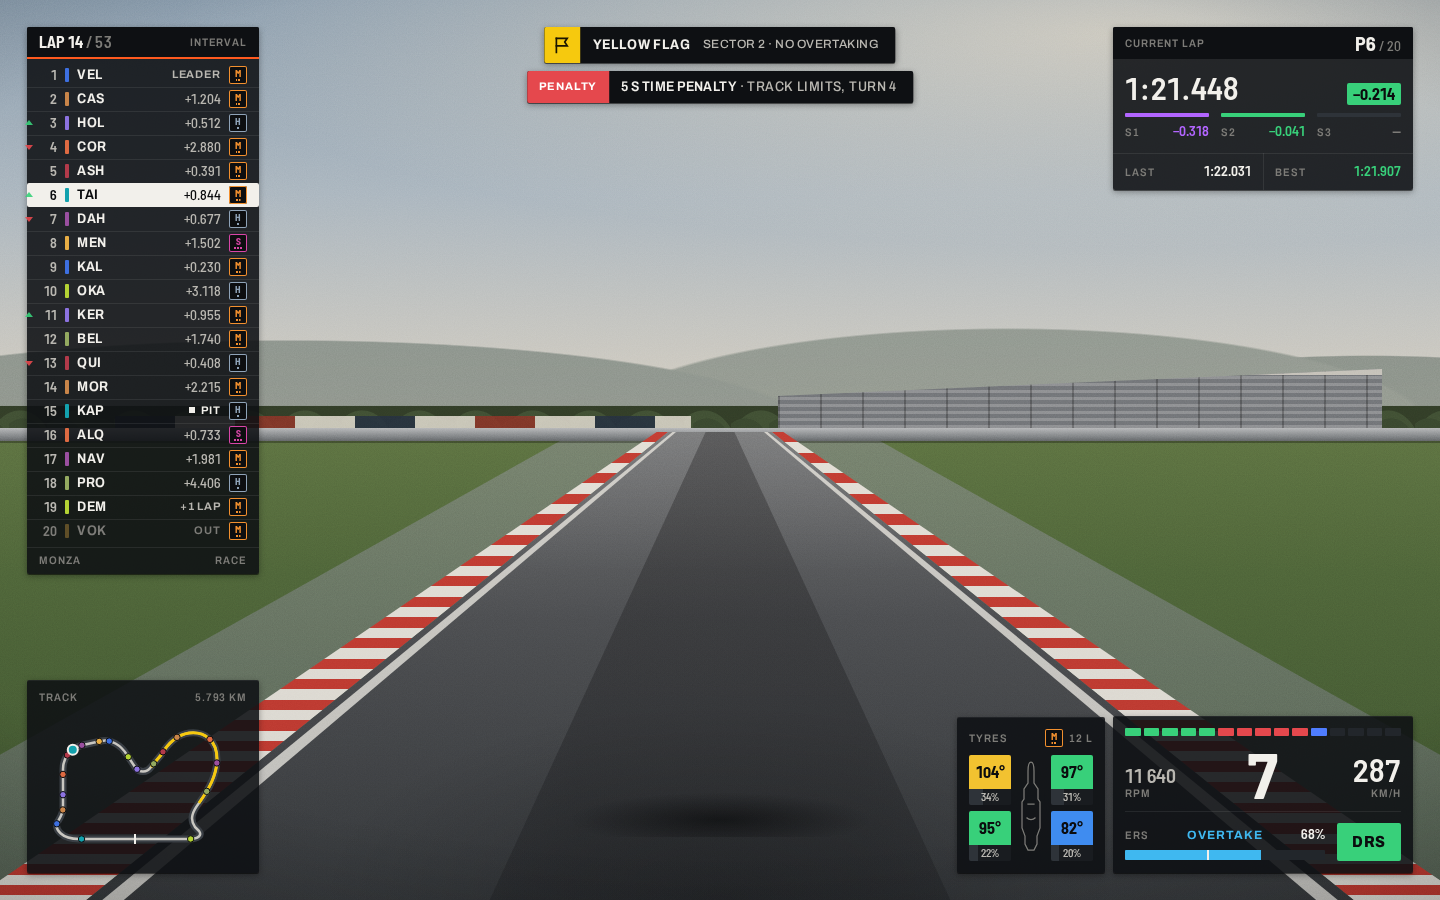 LAP 14 / 53 INTERVAL
1 VEL LEADER M
2 CAS +1.204 M
3 HOL +0.512 H
4 COR +2.880 M
5 ASH +0.391 M
6 TAI +0.844 M
7 DAH +0.677 H
8 MEN +1.502 S
9 KAL +0.230 M
10 OKA +3.118 H
11 KER +0.955 M
12 BEL +1.740 M
13 QUI +0.408 H
14 MOR +2.215 M
15 KAP PIT H
16 ALQ +0.733 S
17 NAV +1.981 M
18 PRO +4.406 H
19 DEM +1 LAP M
20 VOK OUT M
MONZA RACE
YELLOW FLAG SECTOR 2 · NO OVERTAKING
PENALTY 5 S TIME PENALTY · TRACK LIMITS, TURN 4
CURRENT LAP P6 / 20
1:21.448 −0.214
S1 −0.318 S2 −0.041 S3 —
LAST 1:22.031 BEST 1:21.907
TRACK 5.793 KM
TYRES M 12 L
104° 97°
34% 31%
95° 82°
22% 20%
11 640 7 287
RPM KM/H
ERS OVERTAKE 68% DRS